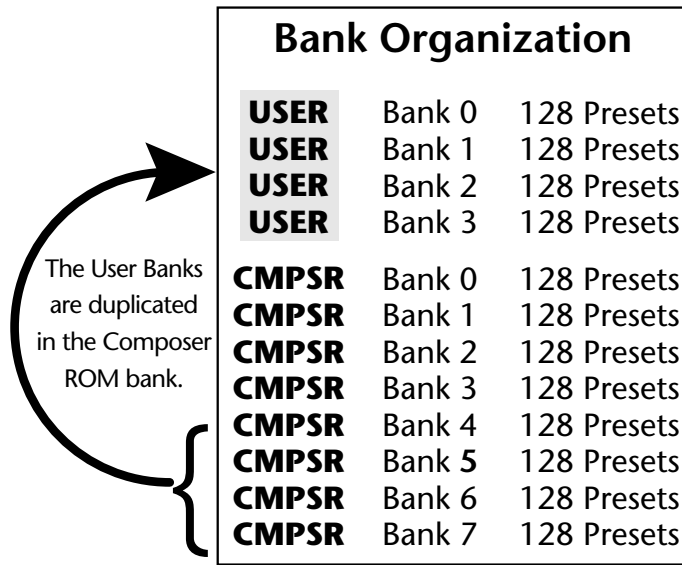 Bank Organization
USER Bank 0 128 Presets
USER Bank 1 128 Presets
USER Bank 2 128 Presets
USER Bank 3 128 Presets
CMPSR Bank 0 128 Presets
CMPSR Bank 1 128 Presets
CMPSR Bank 2 128 Presets
CMPSR Bank 3 128 Presets
CMPSR Bank 4 128 Presets
CMPSR Bank 5 128 Presets
CMPSR Bank 6 128 Presets
CMPSR Bank 7 128 Presets
The User Banks
are duplicated
in the Composer
ROM bank.